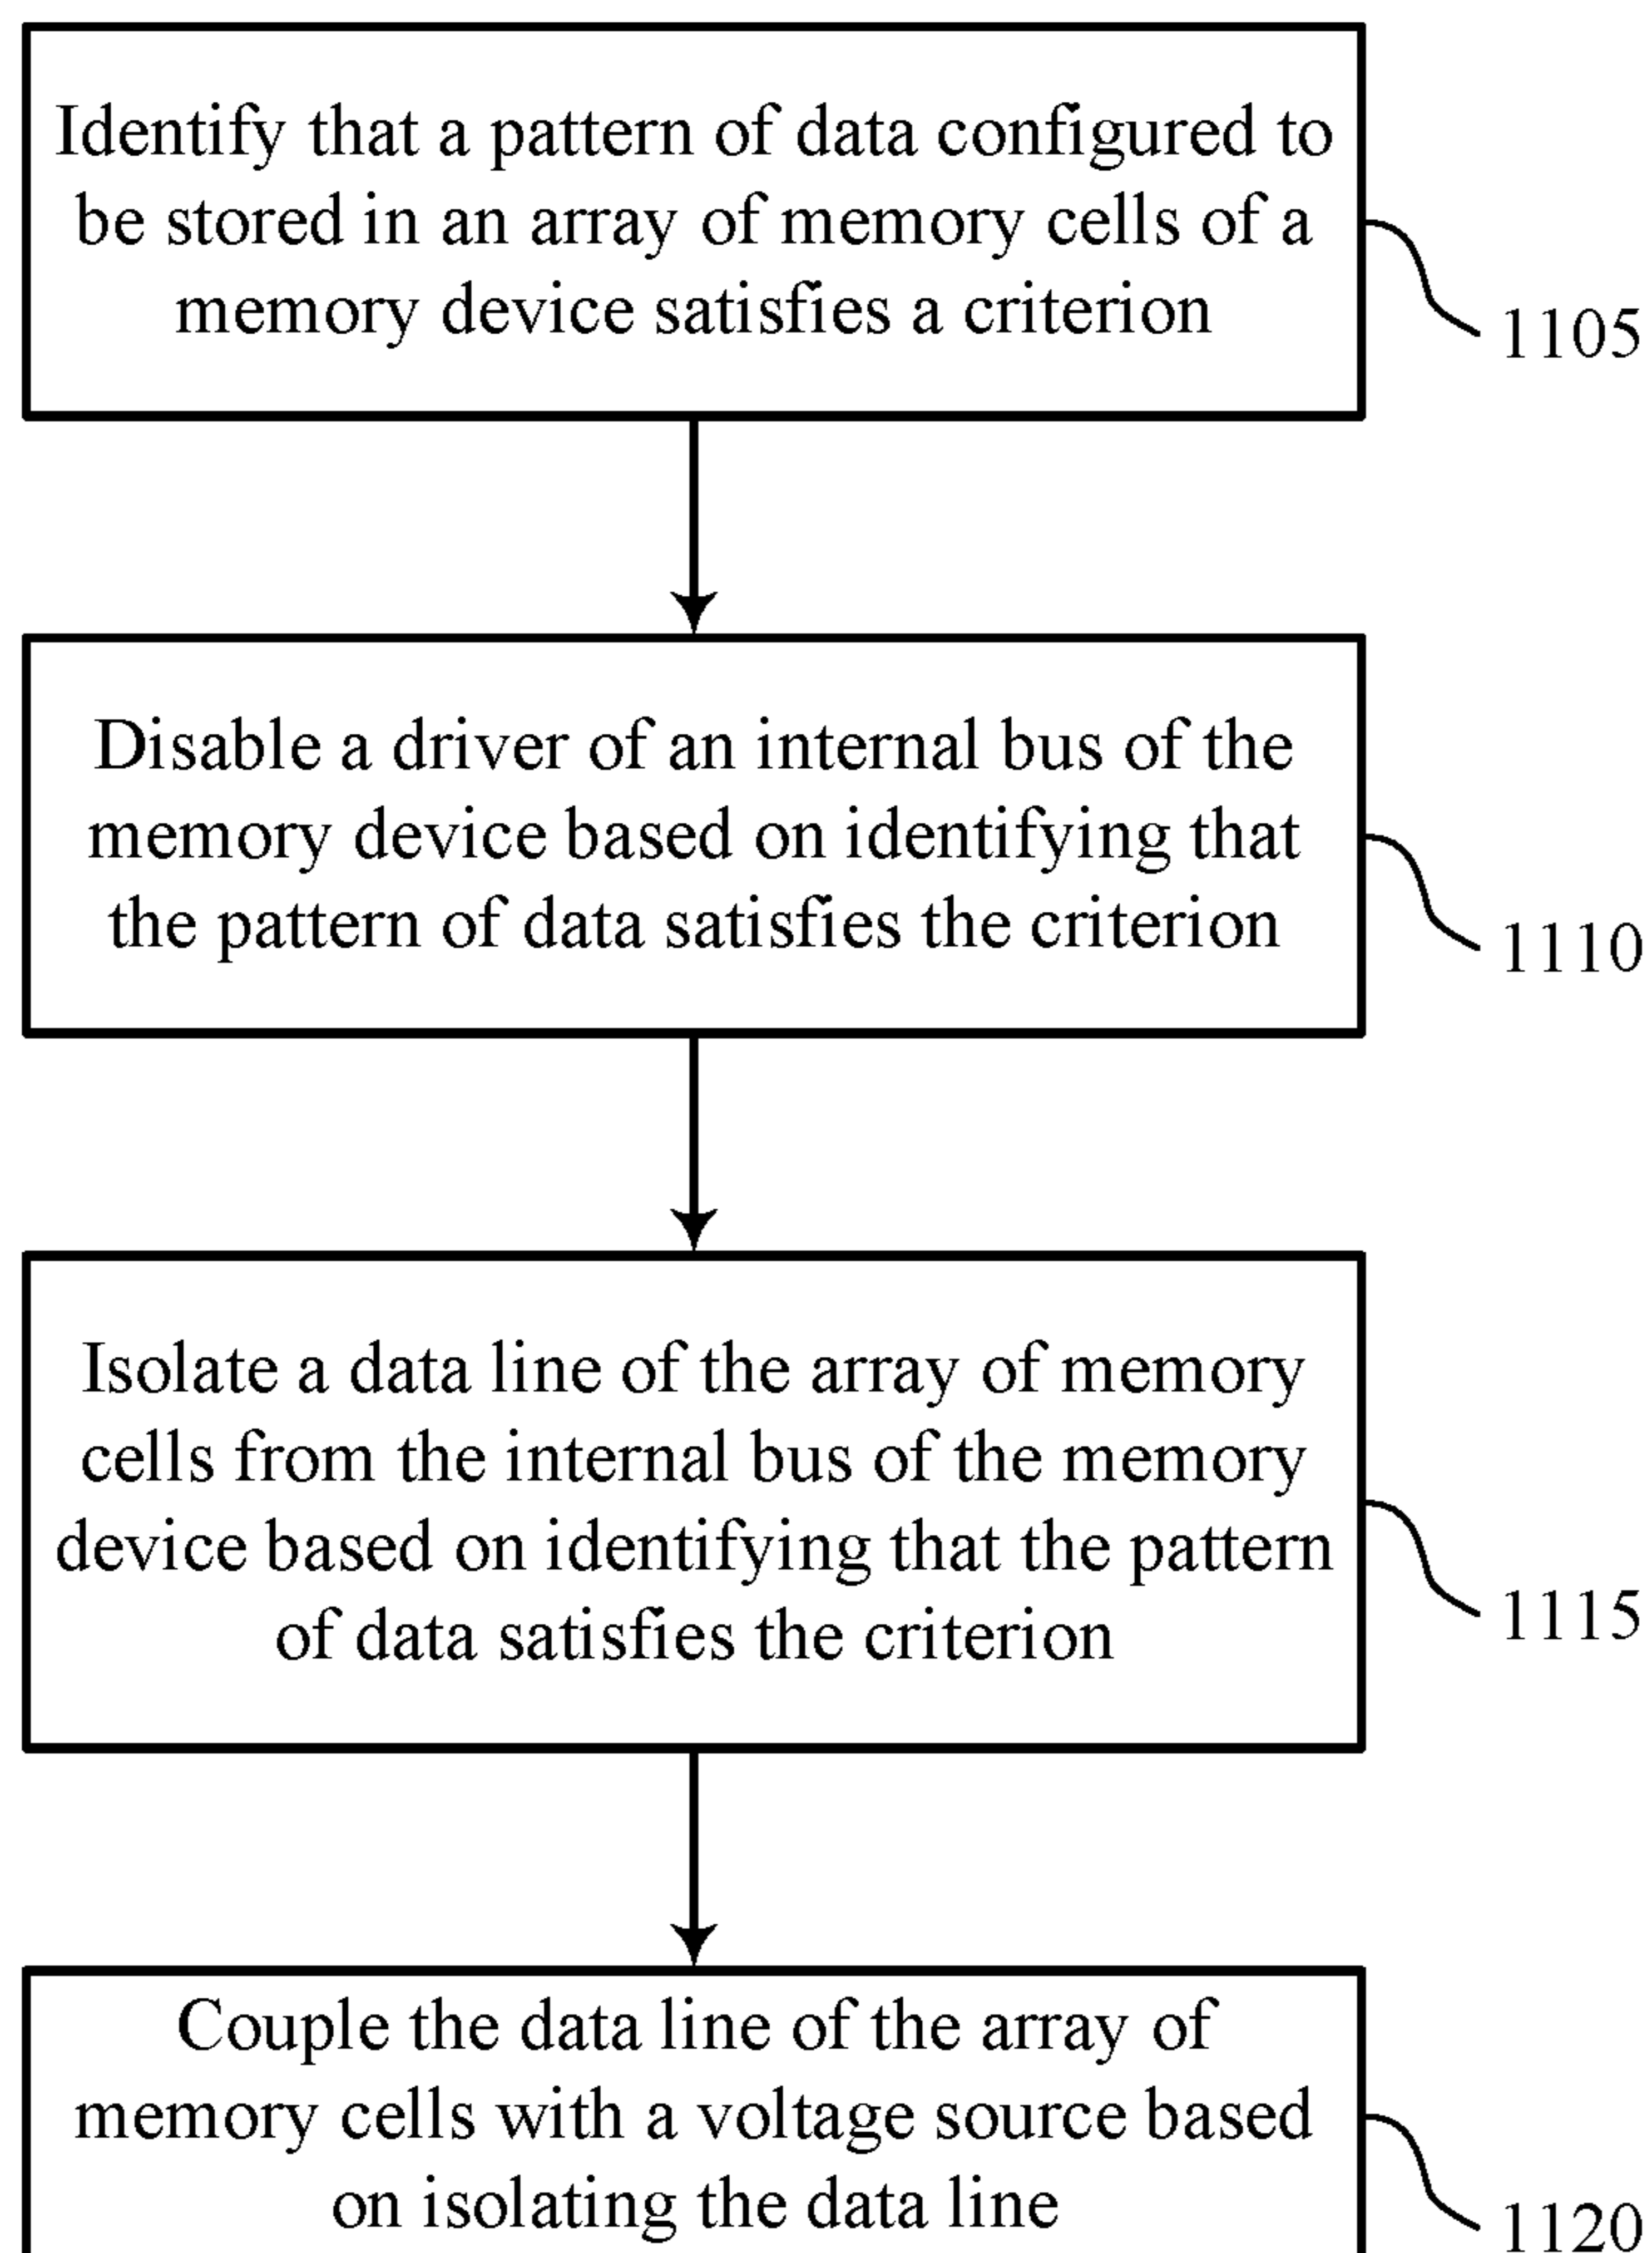 Identify that a pattern of data configured to
be stored in an array of memory cells of a
memory device satisfies a criterion
1105
Disable a driver of an internal bus of the
memory device based on identifying that
the pattern of data satisfies the criterion
1110
Isolate a data line of the array of memory
cells from the internal bus of the memory
device based on identifying that the pattern
of data satisfies the criterion
1115
Couple the data line of the array of
memory cells with a voltage source based
on isolating the data line
1120